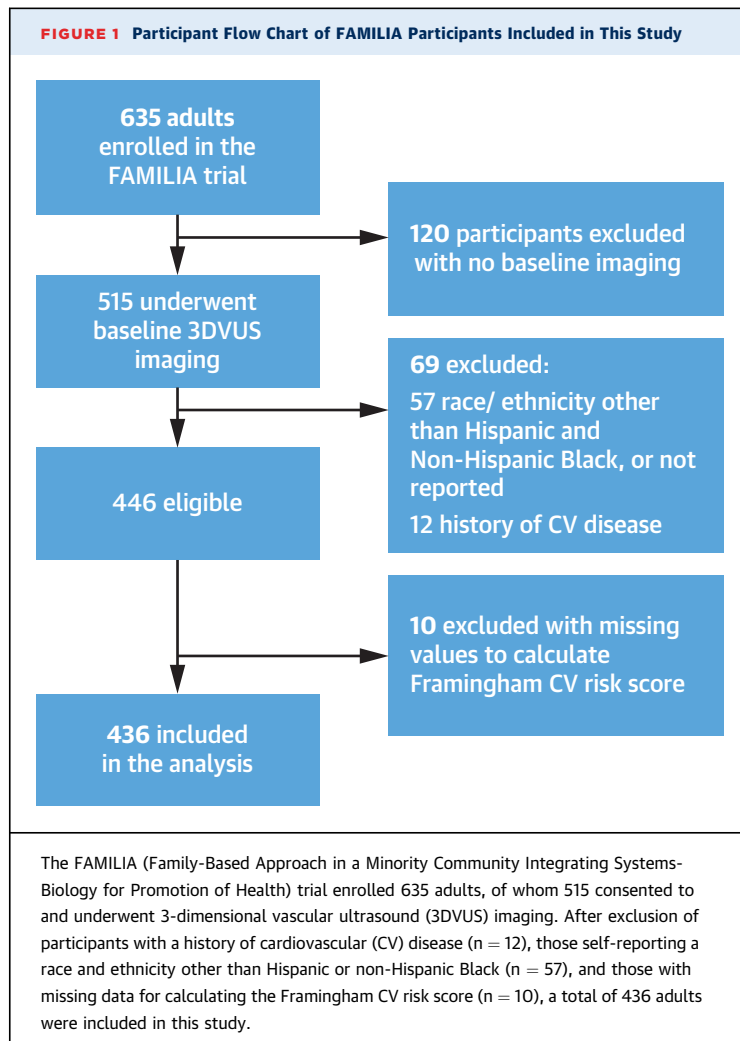 FIGURE 1 Participant Flow Chart of FAMILIA Participants Included in This Study
635 adults
enrolled in the
FAMILIA trial
120 participants excluded
with no baseline imaging
515 underwent
baseline 3DVUS
imaging
69 excluded:
57 race/ ethnicity other
than Hispanic and
Non-Hispanic Black, or not
reported
12 history of CV disease
446 eligible
10 excluded with missing
values to calculate
Framingham CV risk score
436 included
in the analysis
The FAMILIA (Family-Based Approach in a Minority Community Integrating Systems-
Biology for Promotion of Health) trial enrolled 635 adults, of whom 515 consented to
and underwent 3-dimensional vascular ultrasound (3DVUS) imaging. After exclusion of
participants with a history of cardiovascular (CV) disease (n = 12), those self-reporting a
race and ethnicity other than Hispanic or non-Hispanic Black (n = 57), and those with
missing data for calculating the Framingham CV risk score (n = 10), a total of 436 adults
were included in this study.